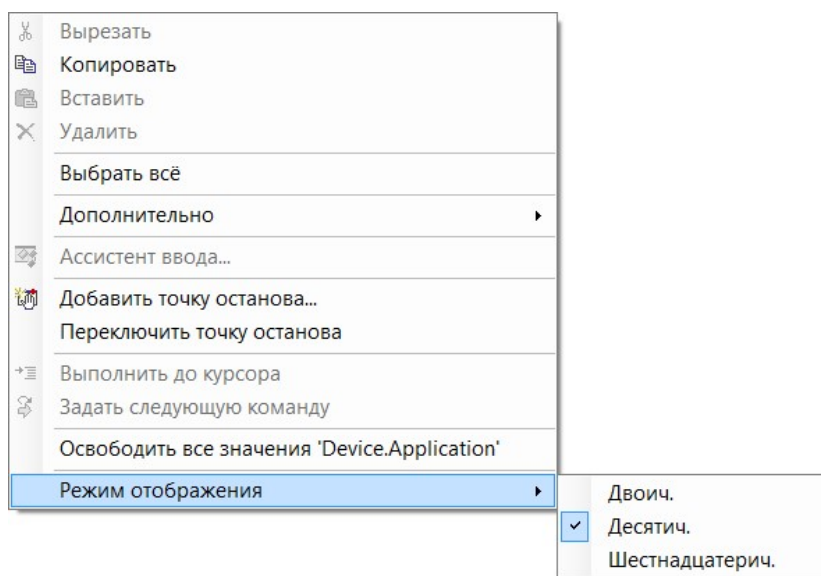 Вырезать
Копировать
Вставить
Удалить
Выбрать всё
Дополнительно
Ассистент ввода...
Добавить точку останова...
Переключить точку останова
Выполнить до курсора
Задать следующую команду
Освободить все значения 'Device.Application'
Режим отображения
Двоич.
Десятич.
Шестнадцатерич.